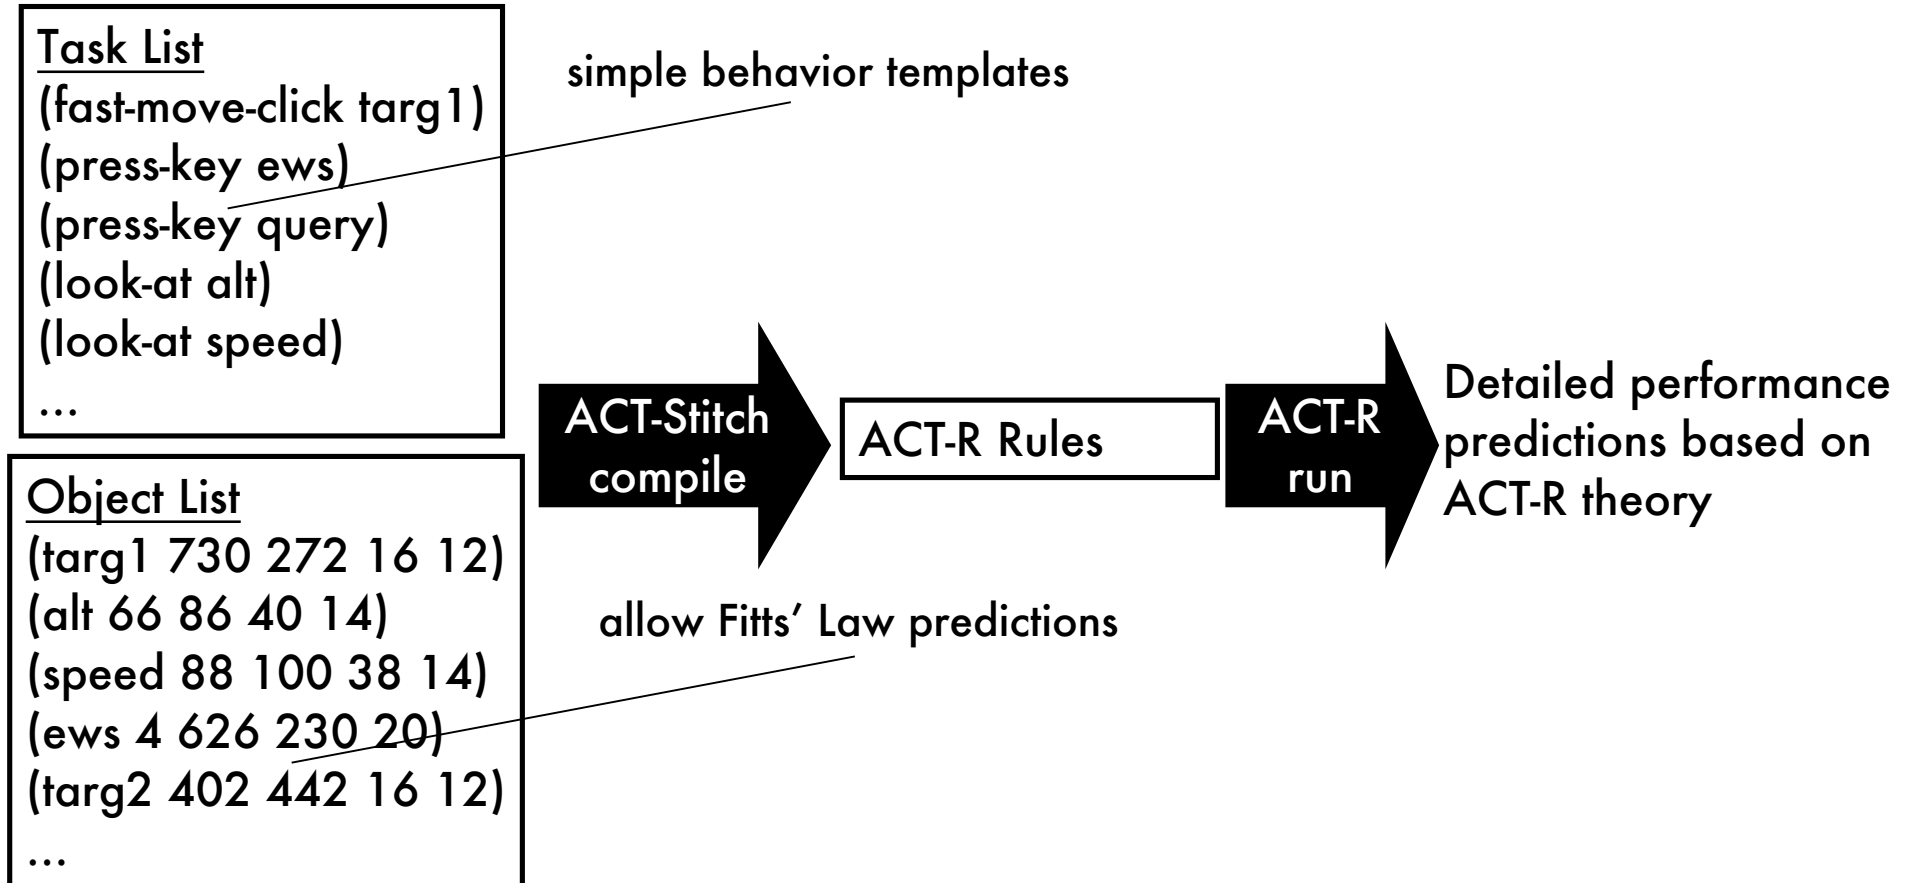 Task List
(fast-move-click targ1)
(press-key ews)
(press-key query)
(look-at alt)
(look-at speed)
...
simple behavior templates
Object List
(targ1 730 272 16 12)
(alt 66 86 40 14)
(speed 88 100 38 14)
(ews 4 626 230 20)
(targ2 402 442 16 12)
...
allow Fitts’ Law predictions
ACT-Stitch
compile
ACT-R Rules
ACT-R
run
Detailed performance
predictions based on
ACT-R theory